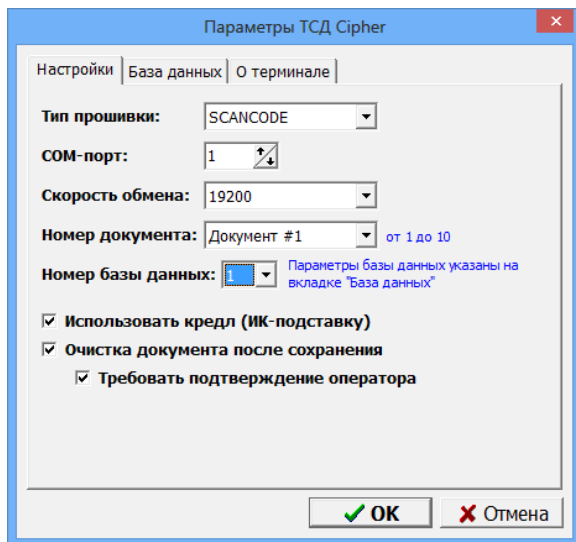 Параметры ТСД Cipher
Настройки База данных О терминале
Тип прошивки: SCANCODE
COM-порт: 1
Скорость обмена: 19200
Номер документа: Документ #1 от 1 до 10
Номер базы данных: 1 Параметры базы данных указаны на
вкладке "База данных"
Использовать кредл (ИК-подставку)
Очистка документа после сохранения
Требовать подтверждение оператора
OK Отмена